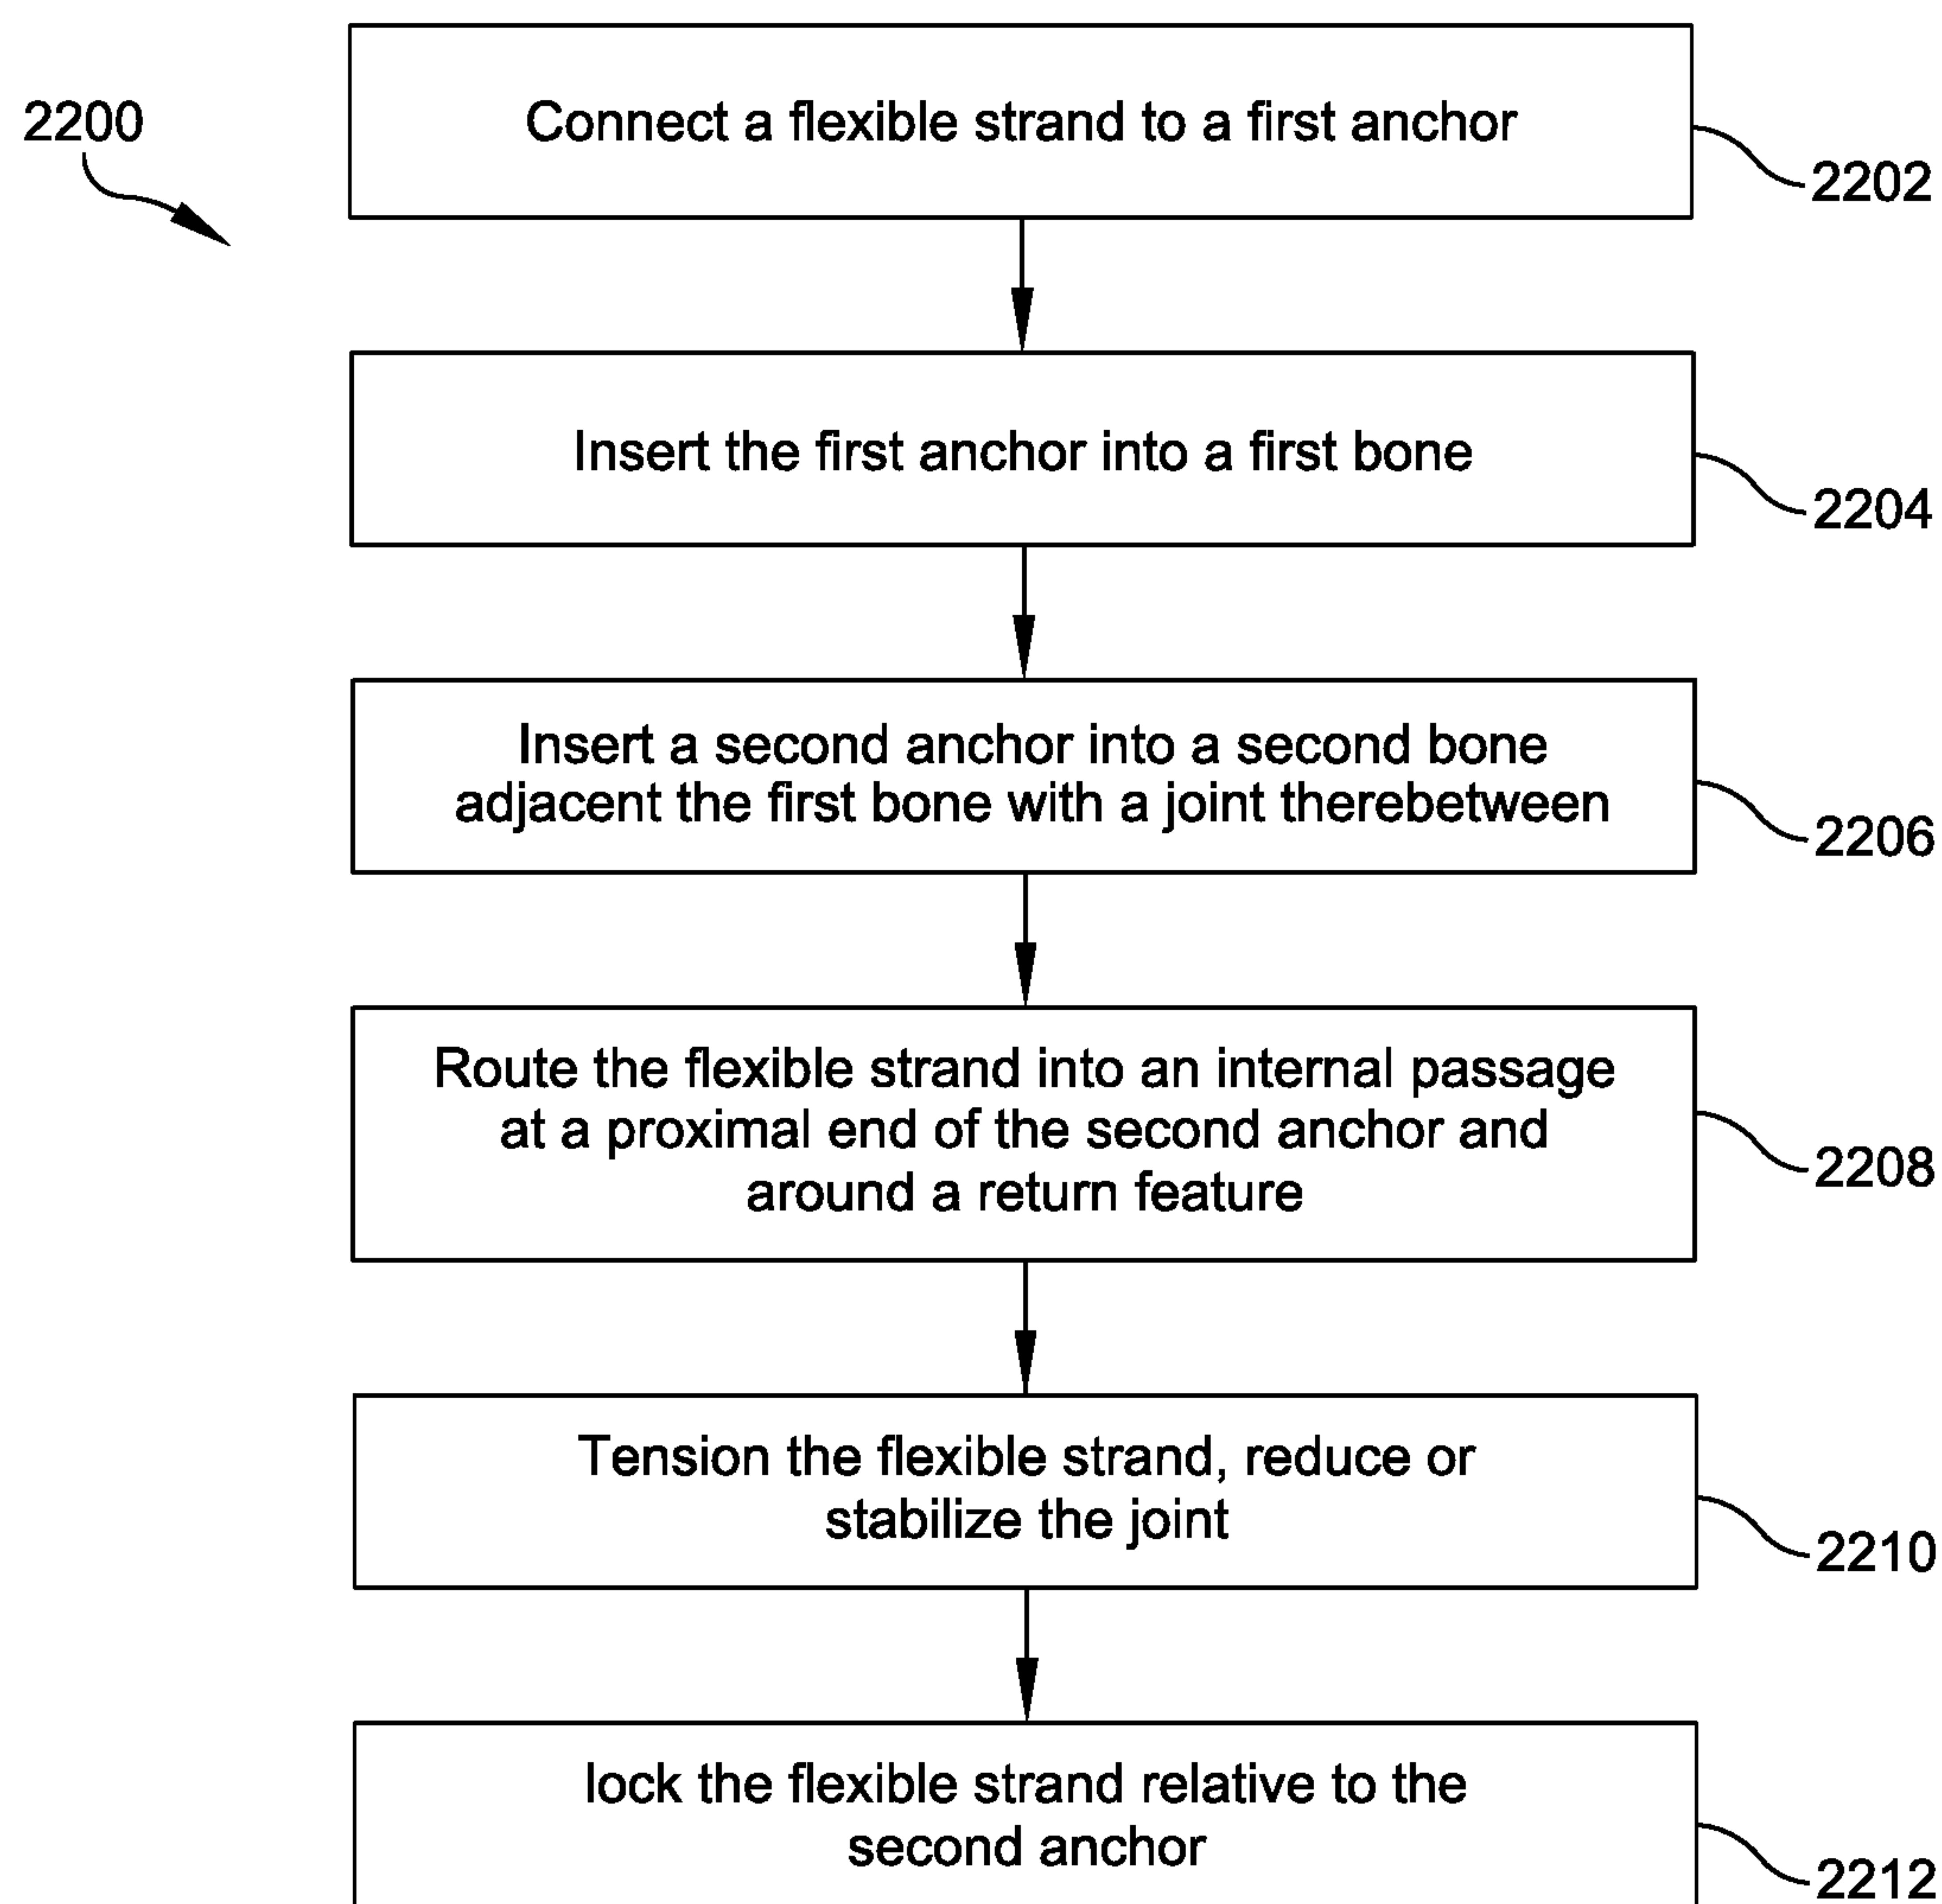 2200
Connect a flexible strand to a first anchor
2202
Insert the first anchor into a first bone
2204
Insert a second anchor into a second bone
adjacent the first bone with a joint therebetween
2206
Route the flexible strand into an internal passage
at a proximal end of the second anchor and
around a return feature
2208
Tension the flexible strand, reduce or
stabilize the joint
2210
lock the flexible strand relative to the
second anchor
2212